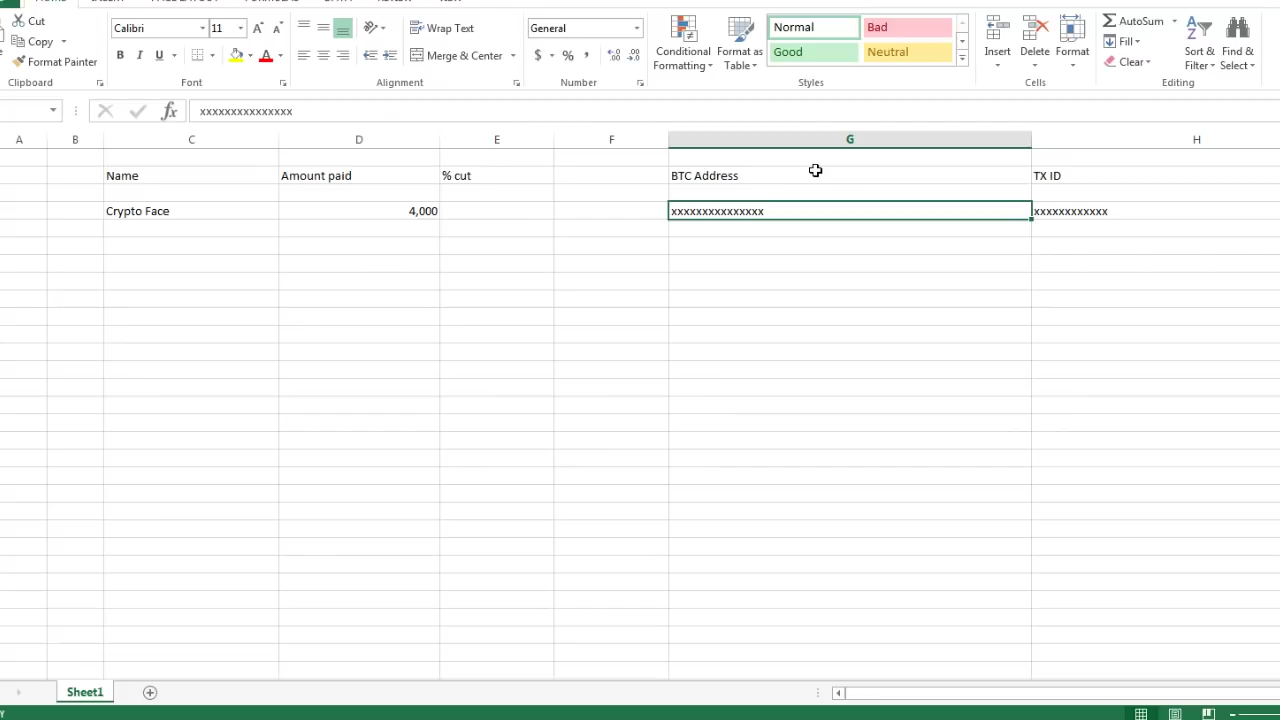 Cut
Copy
Format Painter
Clipboard
Calibri 11
B I U
Font
Wrap Text
Merge & Center
Alignment
General
$ % ,
Number
Conditional Formatting
Format as Table
Normal Bad
Good Neutral
Styles
Insert Delete Format
Cells
AutoSum
Fill
Clear
Sort & Filter
Find & Select
Editing
fx xxxxxxxxxxxxxxx
A B C D E F G H
Name Amount paid % cut BTC Address TX ID
Crypto Face 4,000 xxxxxxxxxxxxxxx xxxxxxxxxxxx
Sheet1